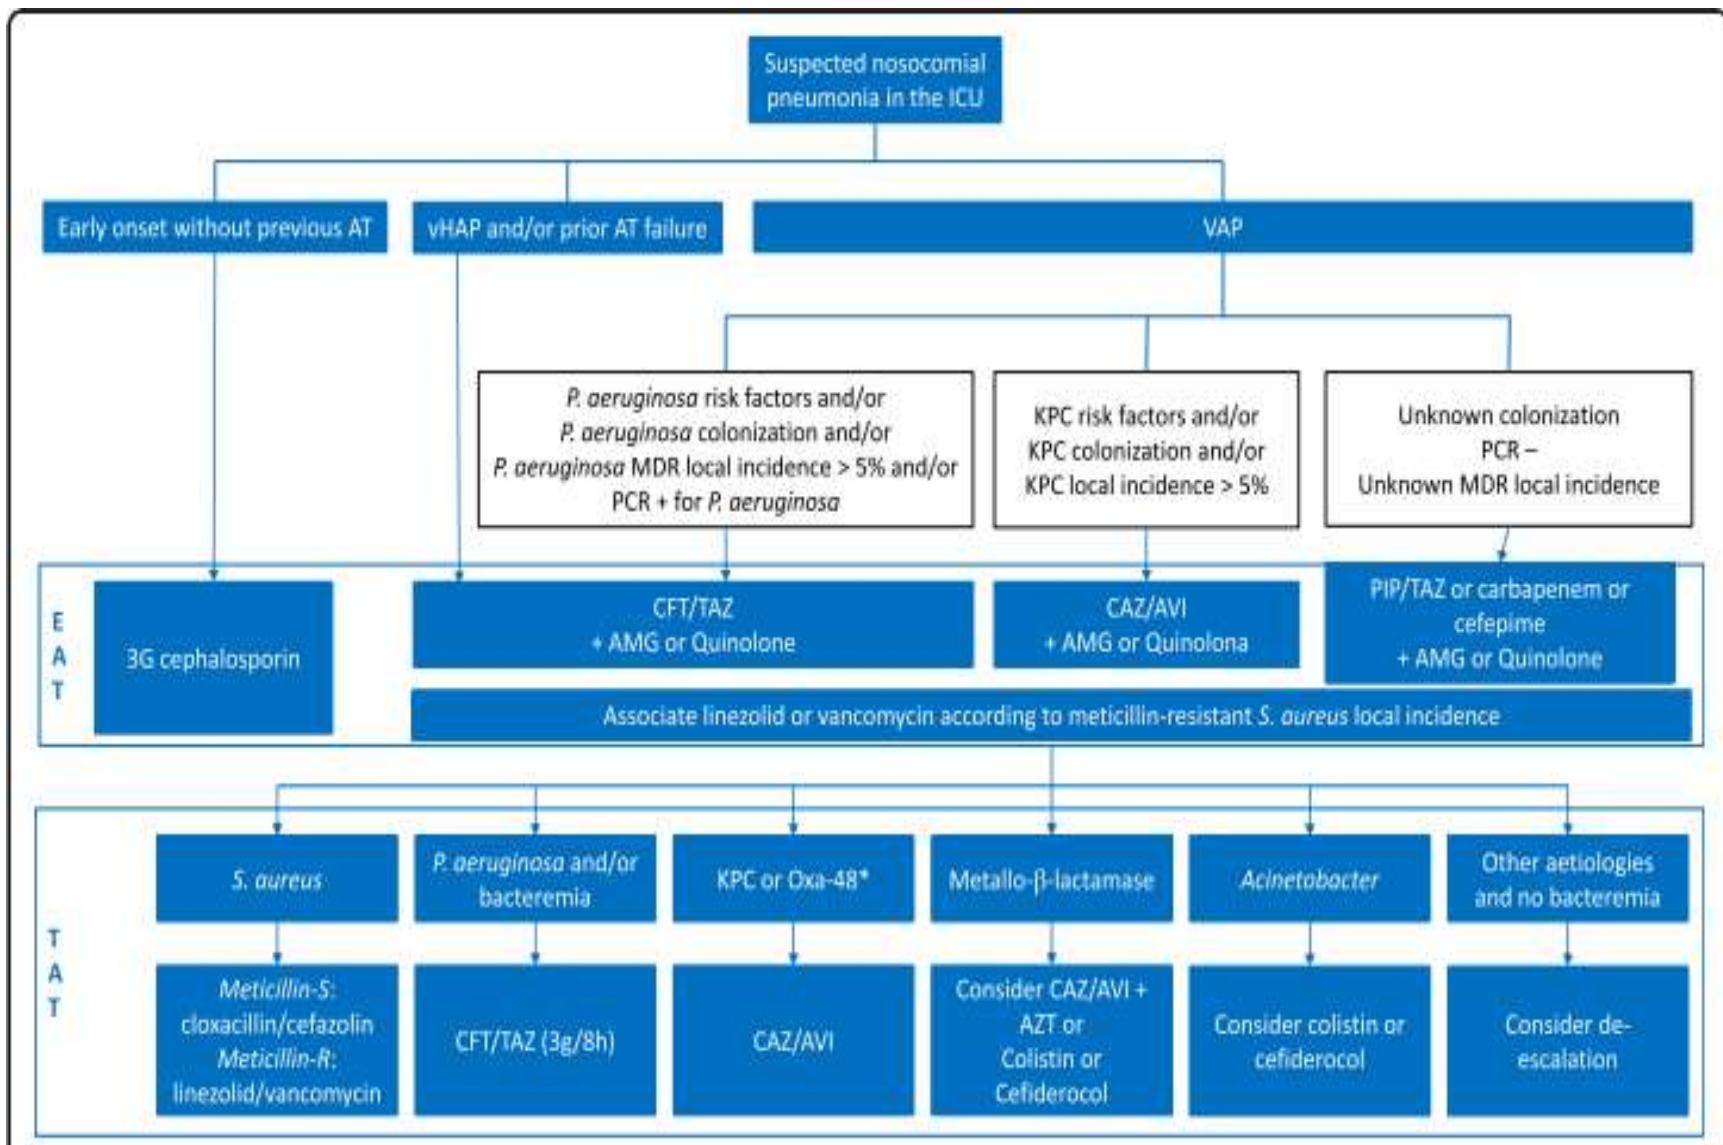 Suspected nosocomial
pneumonia in the ICU
Early onset without previous AT
vHAP and/or prior AT failure
VAP
P. aeruginosa risk factors and/or
P. aeruginosa colonization and/or
P. aeruginosa MDR local incidence > 5% and/or
PCR + for P. aeruginosa
KPC risk factors and/or
KPC colonization and/or
KPC local incidence > 5%
Unknown colonization
PCR –
Unknown MDR local incidence
E
A
T
3G cephalosporin
CFT/TAZ
+ AMG or Quinolone
CAZ/AVI
+ AMG or Quinolona
PIP/TAZ or carbapenem or
cefepime
+ AMG or Quinolone
Associate linezolid or vancomycin according to meticillin-resistant S. aureus local incidence
T
A
T
S. aureus
P. aeruginosa and/or
bacteremia
KPC or Oxa-48*
Metallo-β-lactamase
Acinetobacter
Other aetiologies
and no bacteremia
Meticillin-S:
cloxacillin/cefazolin
Meticillin-R:
linezolid/vancomycin
CFT/TAZ (3g/8h)
CAZ/AVI
Consider CAZ/AVI +
AZT or
Colistin or
Cefiderocol
Consider colistin or
cefiderocol
Consider de-
escalation